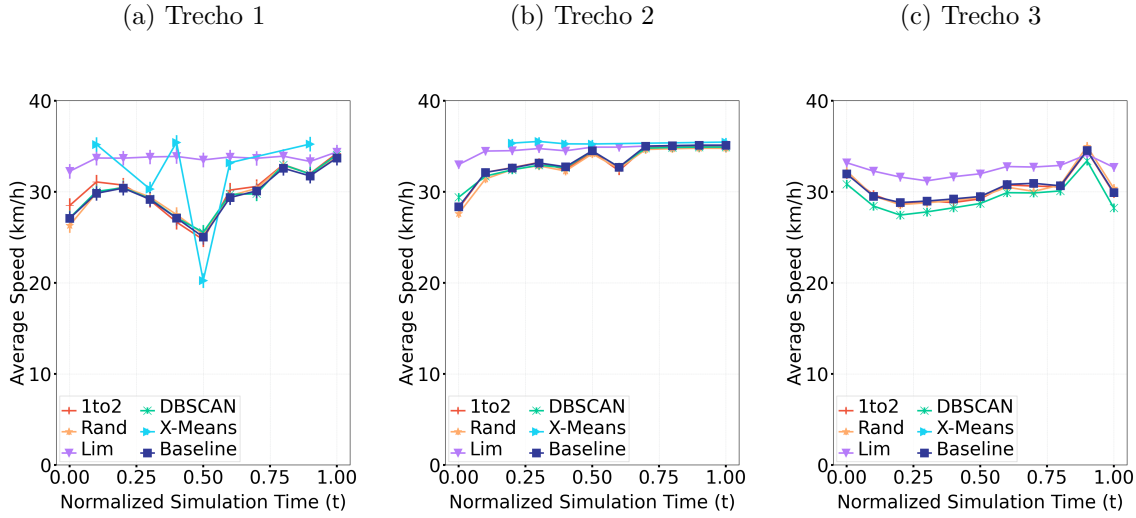 (a) Trecho 1
(b) Trecho 2
(c) Trecho 3
40
30
20
10
0
Average Speed (km/h)
1to2
Rand
Lim
DBSCAN
X-Means
Baseline
0.00 0.25 0.50 0.75 1.00
Normalized Simulation Time (t)
40
30
20
10
0
Average Speed (km/h)
1to2
Rand
Lim
DBSCAN
X-Means
Baseline
0.00 0.25 0.50 0.75 1.00
Normalized Simulation Time (t)
40
30
20
10
0
Average Speed (km/h)
1to2
Rand
Lim
DBSCAN
X-Means
Baseline
0.00 0.25 0.50 0.75 1.00
Normalized Simulation Time (t)